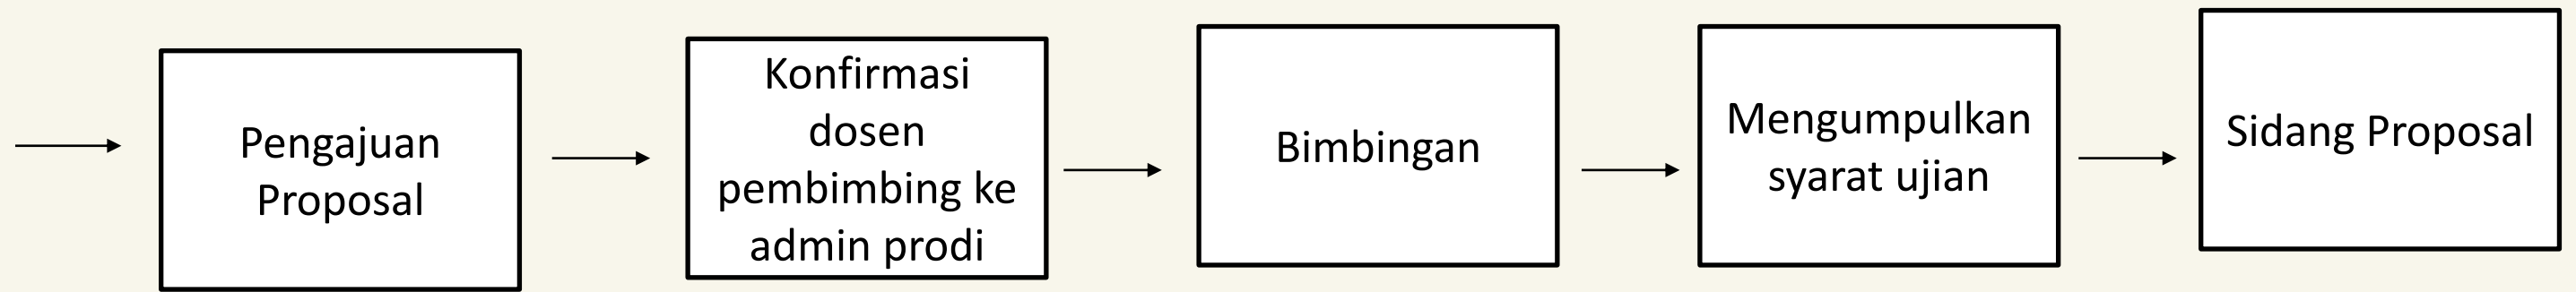 Pengajuan
Proposal
Konfirmasi
dosen
pembimbing ke
admin prodi
Bimbingan
Mengumpulkan
syarat ujian
Sidang Proposal